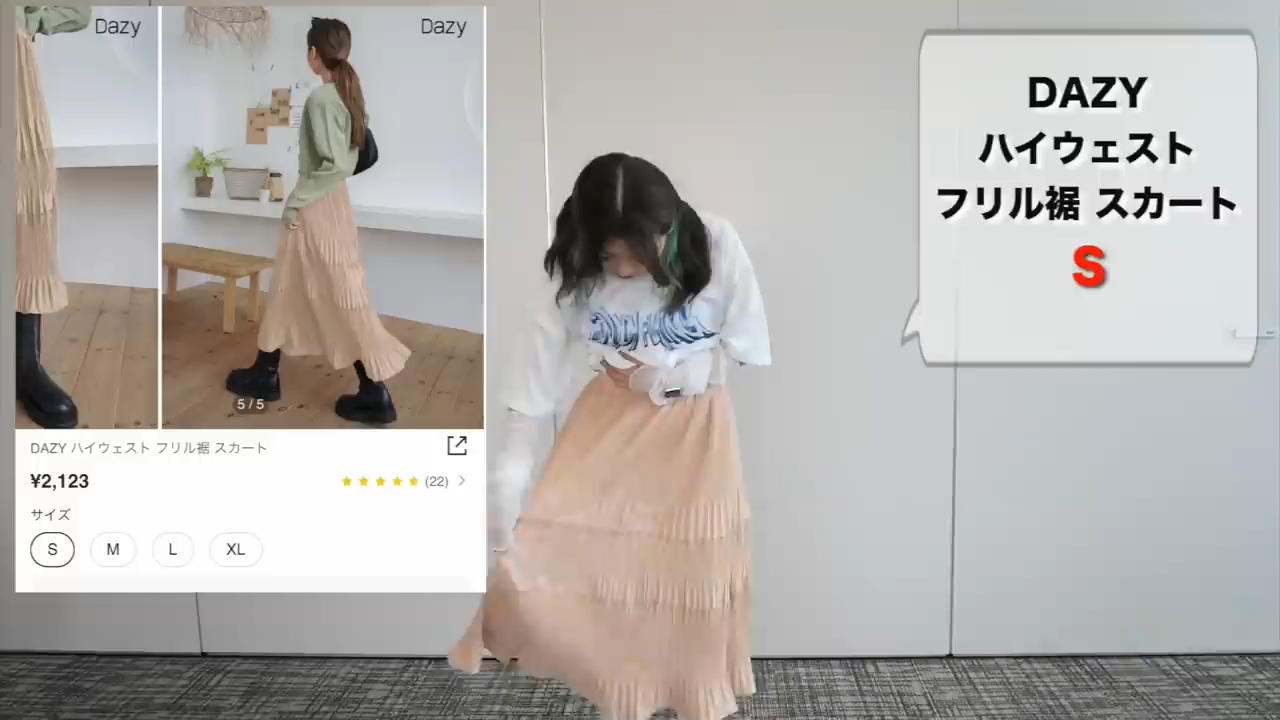 Dazy
Dazy
5 / 5
DAZY ハイウェスト フリル裾 スカート
¥2,123
(22)
サイズ
S
M
L
XL
DAZY
ハイウェスト
フリル裾 スカート
S